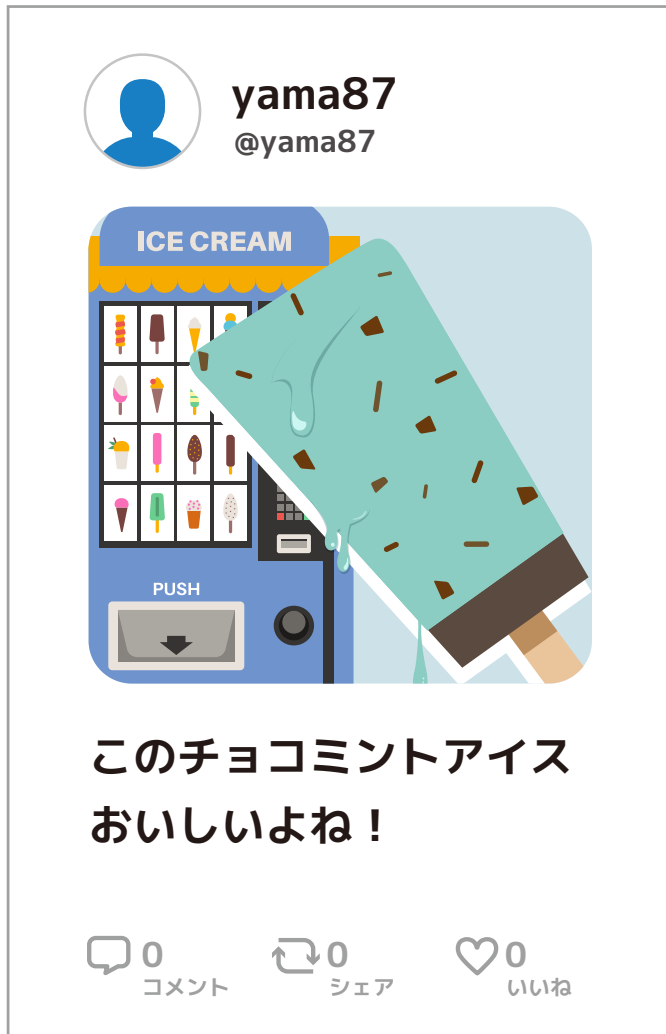 yama87
@yama87
ICE CREAM
PUSH
このチョコミントアイス
おいしいよね！
0
コメント
0
シェア
0
いいね